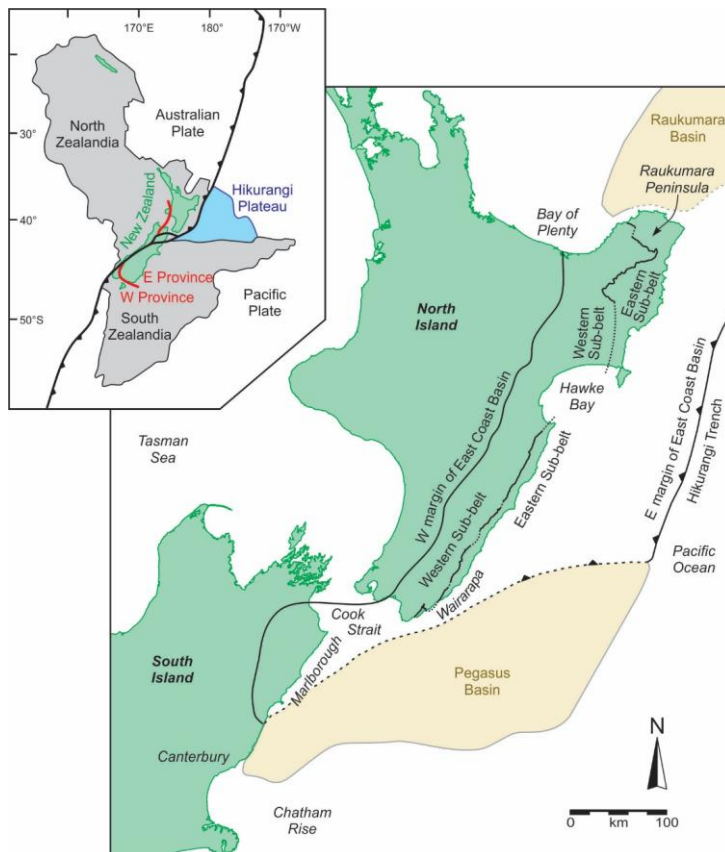 170°E
180°
170°W
30°
40°
50°S
North
Zealandia
Australian
Plate
Hikurangi
Plateau
New Zealand
E Province
W Province
South
Zealandia
Pacific
Plate
Raukumara
Basin
Raukumara
Peninsula
Bay of
Plenty
North
Island
Western
Sub-belt
Eastern
Sub-belt
Hawke
Bay
Tasman
Sea
W margin of East Coast Basin
Western Sub-belt
Eastern Sub-belt
E margin of East Coast Basin
Hikurangi Trench
Pacific
Ocean
Wairarapa
Cook
Strait
Marlborough
South
Island
Pegasus
Basin
Canterbury
Chatham
Rise
N
0 km 100